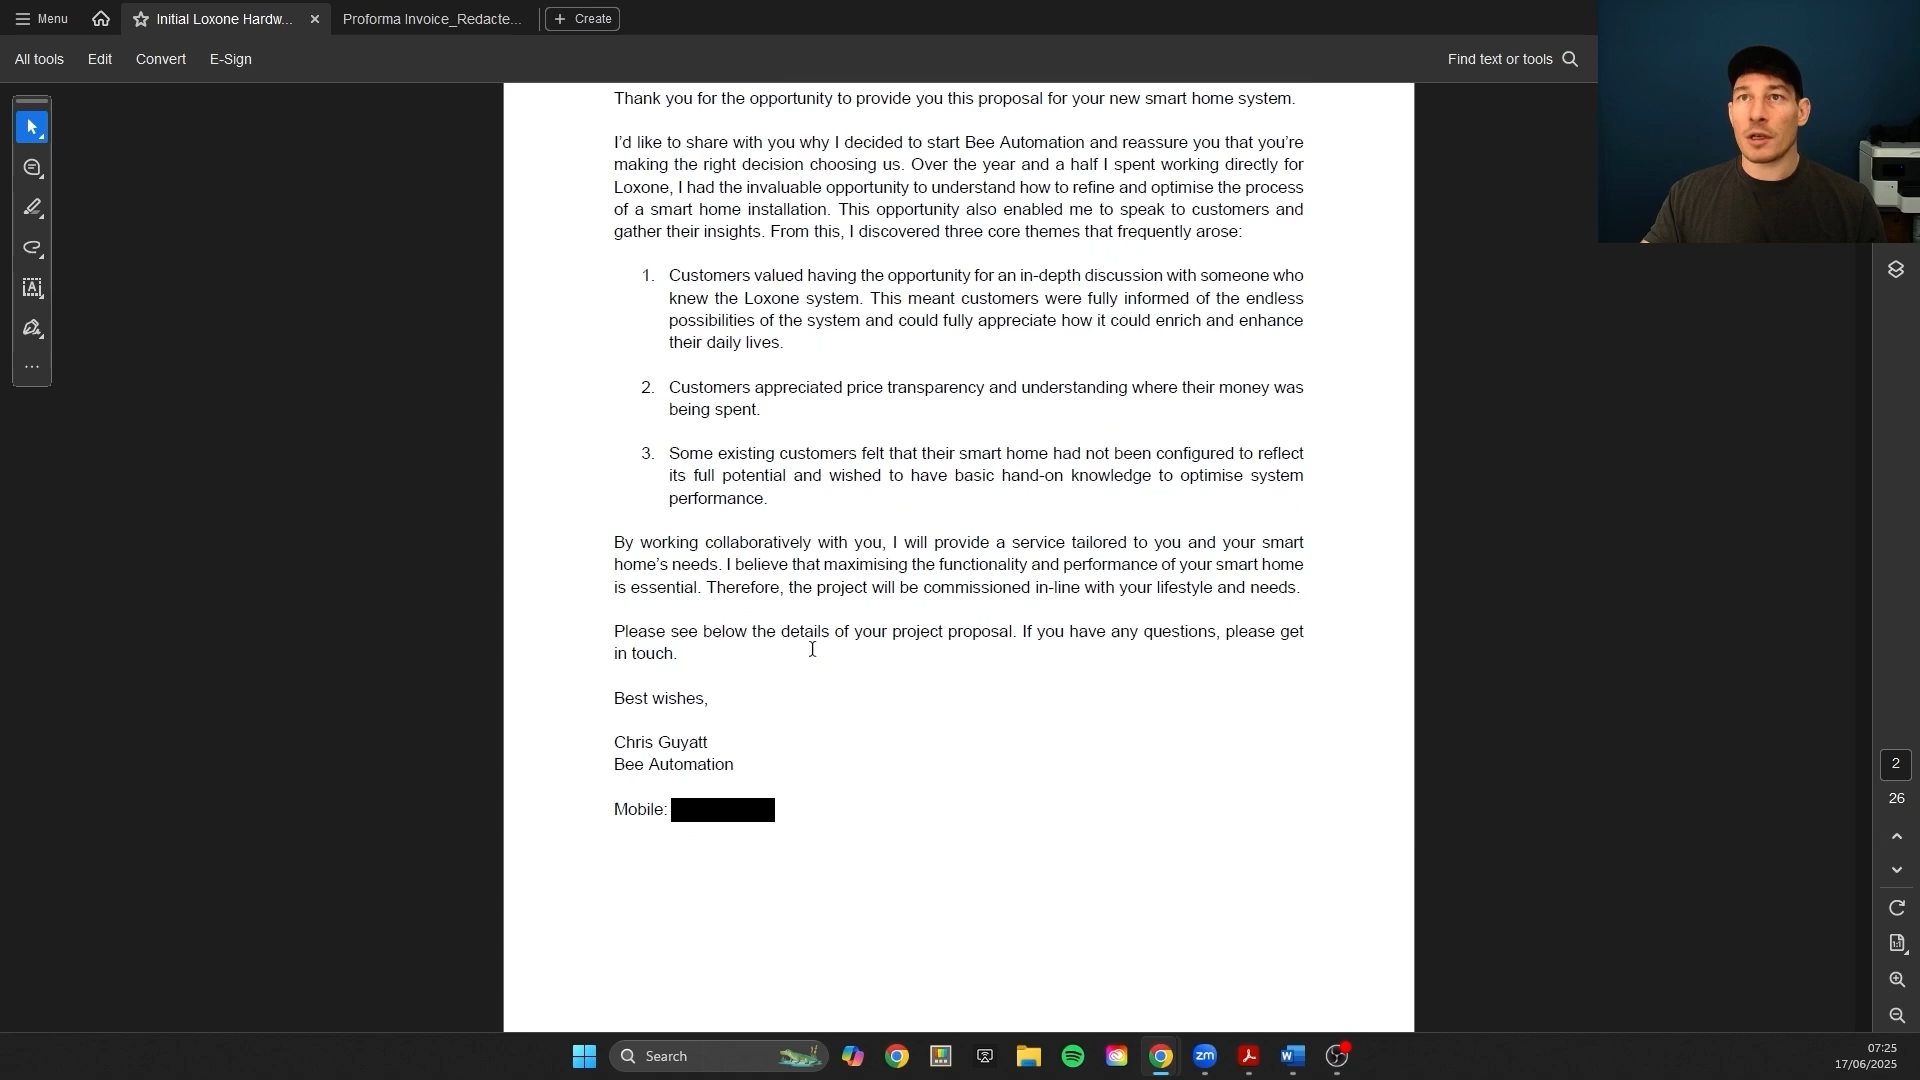 Menu
Initial Loxone Hardw...
Proforma Invoice_Redacte...
Create
All tools
Edit
Convert
E-Sign
Find text or tools
Thank you for the opportunity to provide you this proposal for your new smart home system.
I'd like to share with you why I decided to start Bee Automation and reassure you that you're
making the right decision choosing us. Over the year and a half I spent working directly for
Loxone, I had the invaluable opportunity to understand how to refine and optimise the process
of a smart home installation. This opportunity also enabled me to speak to customers and
gather their insights. From this, I discovered three core themes that frequently arose:
1. Customers valued having the opportunity for an in-depth discussion with someone who
knew the Loxone system. This meant customers were fully informed of the endless
possibilities of the system and could fully appreciate how it could enrich and enhance
their daily lives.
2. Customers appreciated price transparency and understanding where their money was
being spent.
3. Some existing customers felt that their smart home had not been configured to reflect
its full potential and wished to have basic hand-on knowledge to optimise system
performance.
By working collaboratively with you, I will provide a service tailored to you and your smart
home's needs. I believe that maximising the functionality and performance of your smart home
is essential. Therefore, the project will be commissioned in-line with your lifestyle and needs.
Please see below the details of your project proposal. If you have any questions, please get
in touch.
Best wishes,
Chris Guyatt
Bee Automation
Mobile:
2
26
Search
zm
W
07:25
17/06/2025